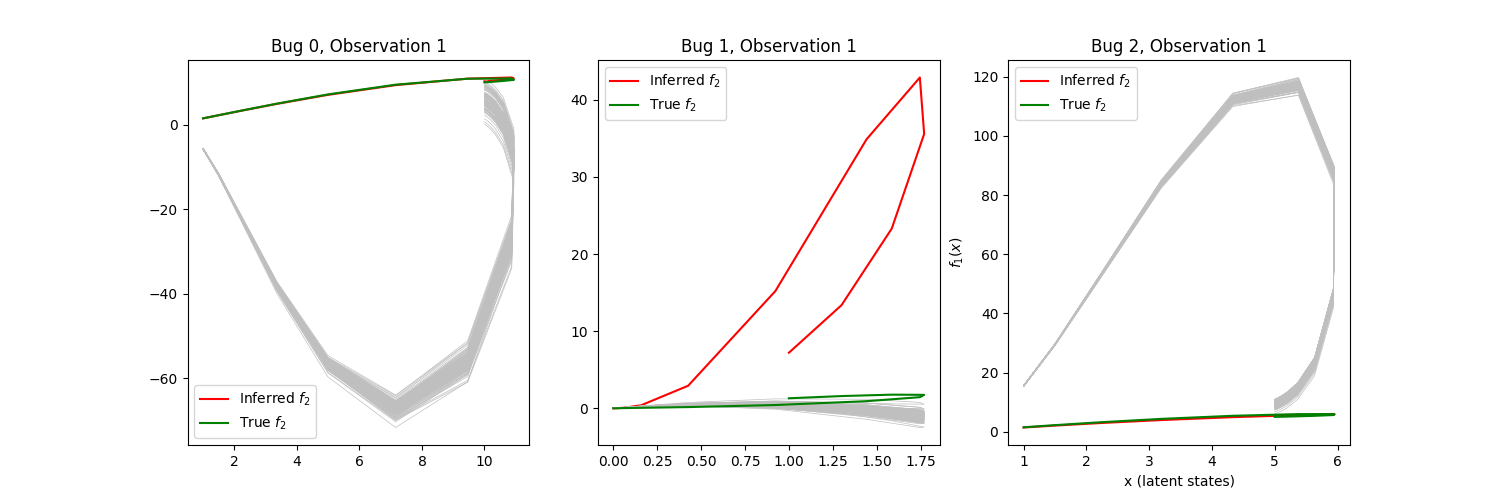 Bug 0, Observation 1
0
−20
−40
−60
2 4 6 8 10
Inferred f₂
True f₂
Bug 1, Observation 1
40
30
20
10
0
0.00 0.25 0.50 0.75 1.00 1.25 1.50 1.75
Inferred f₂
True f₂
Bug 2, Observation 1
120
100
80
60
40
20
0
f₁(x)
1 2 3 4 5 6
x (latent states)
Inferred f₂
True f₂